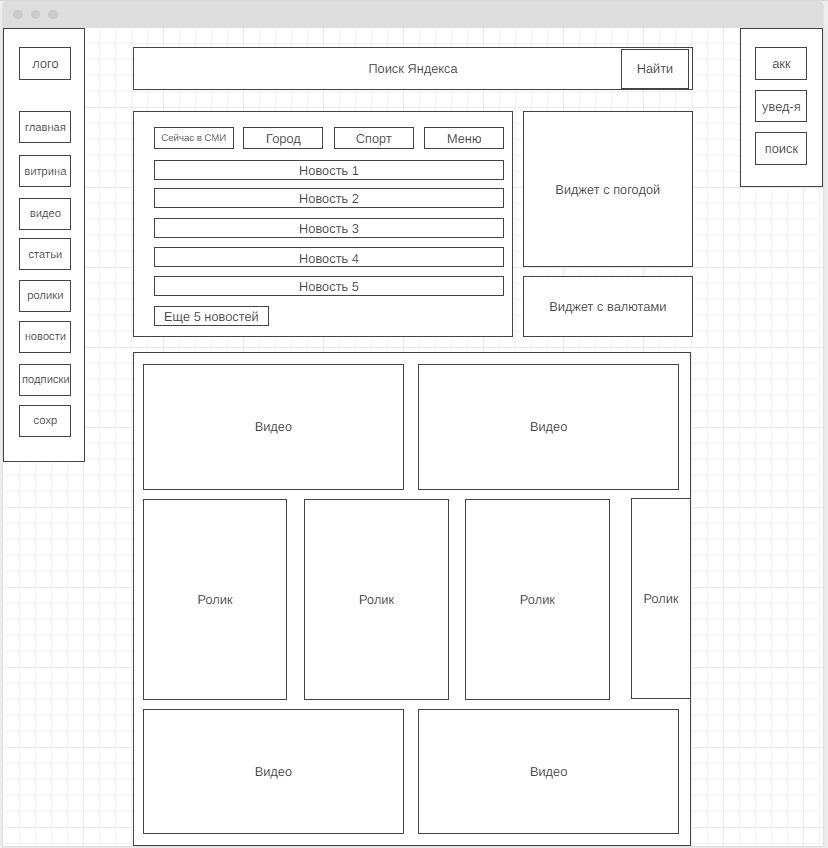 лого
главная
витрина
видео
статьи
ролики
новости
подписки
сохр
Поиск Яндекса
Найти
Сейчас в СМИ
Город
Спорт
Меню
Новость 1
Новость 2
Новость 3
Новость 4
Новость 5
Еще 5 новостей
Виджет с погодой
Виджет с валютами
Видео
Видео
Ролик
Ролик
Ролик
Ролик
Видео
Видео
акк
увед-я
поиск